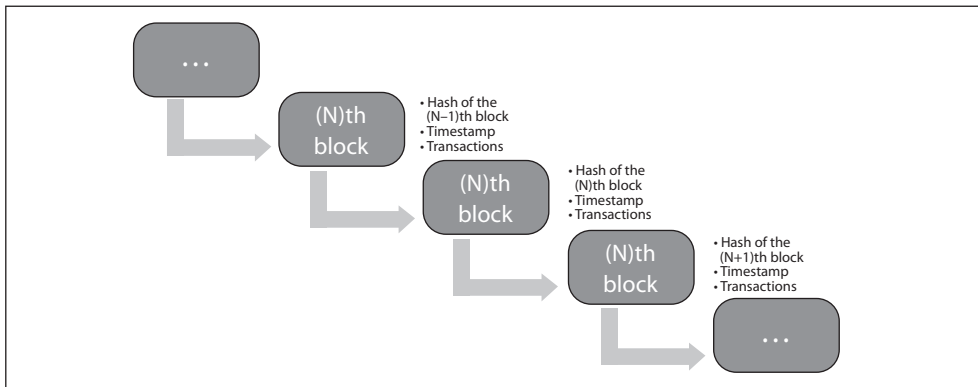 ...
(N)th
block
• Hash of the
(N–1)th block
• Timestamp
• Transactions
(N)th
block
• Hash of the
(N)th block
• Timestamp
• Transactions
(N)th
block
• Hash of the
(N+1)th block
• Timestamp
• Transactions
...